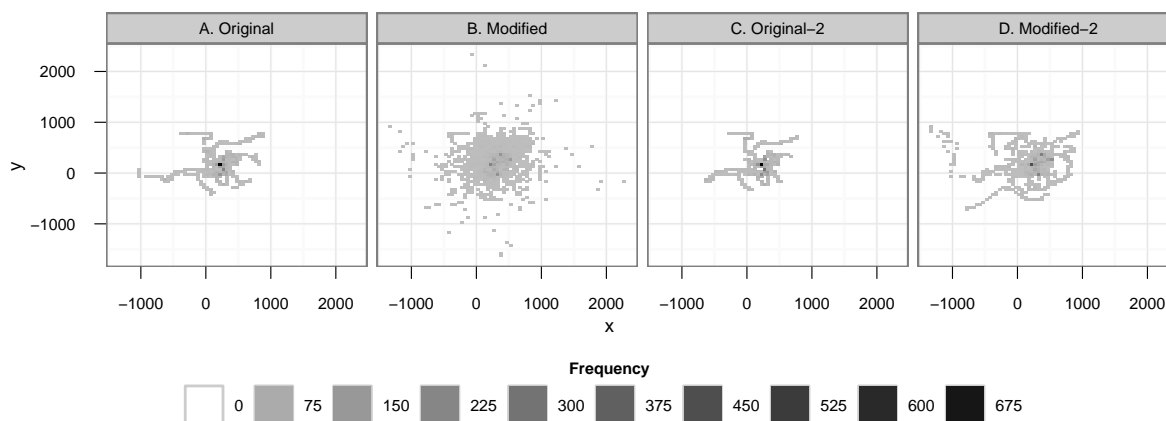 A. Original B. Modified C. Original−2 D. Modified−2
2000
1000
0
−1000
y
−1000 0 1000 2000 −1000 0 1000 2000 −1000 0 1000 2000 −1000 0 1000 2000
x
Frequency
0 75 150 225 300 375 450 525 600 675